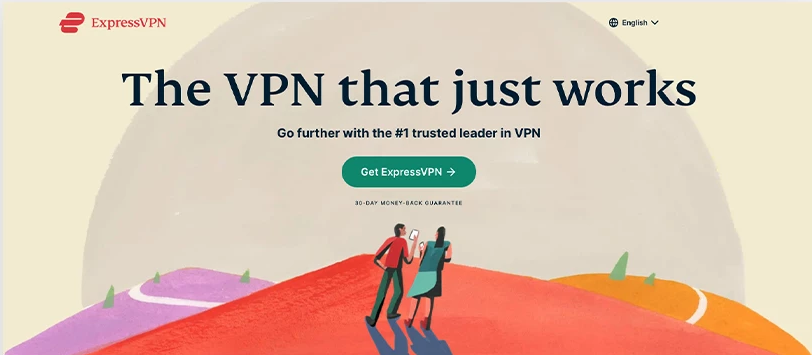 ExpressVPN
English
The VPN that just works
Go further with the #1 trusted leader in VPN
Get ExpressVPN →
30-DAY MONEY-BACK GUARANTEE